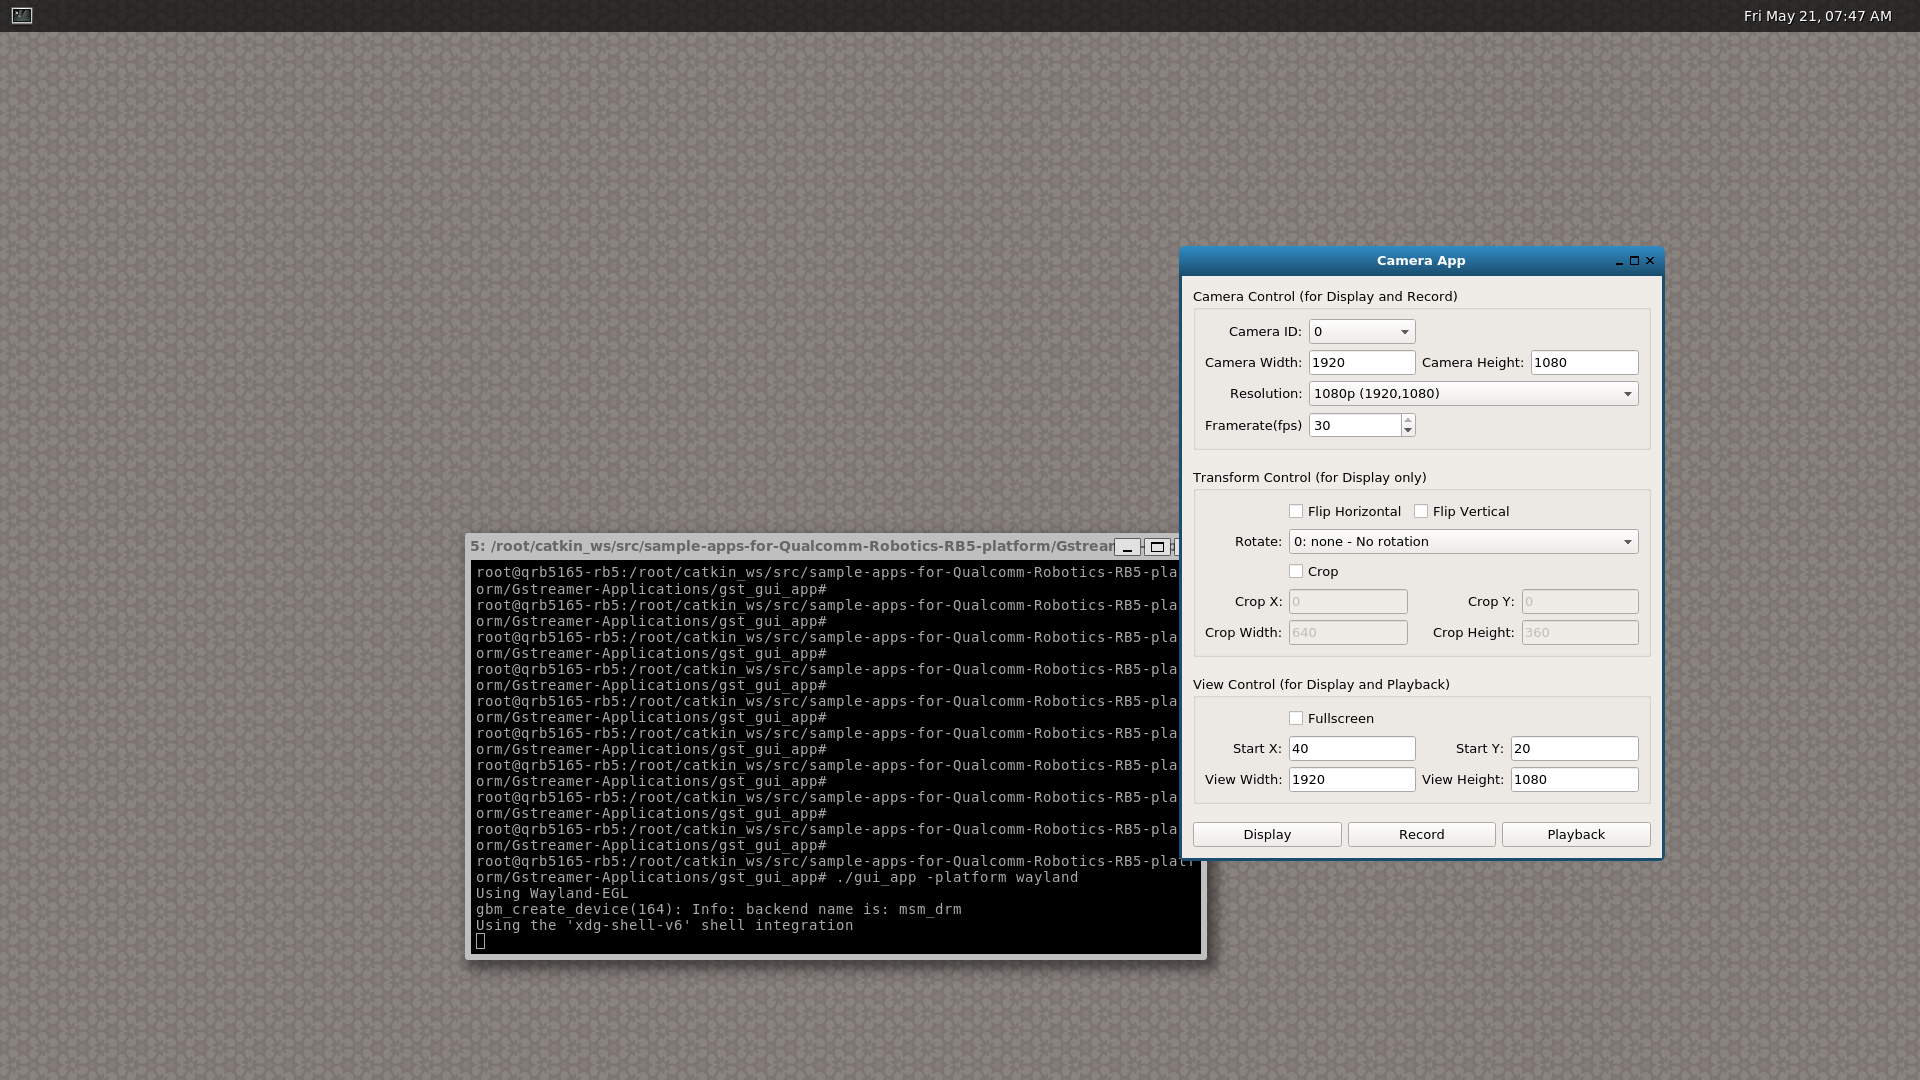 Fri May 21, 07:47 AM
Camera App
Camera Control (for Display and Record)
Camera ID: 0
Camera Width: 1920 Camera Height: 1080
Resolution: 1080p (1920,1080)
Framerate(fps) 30
Transform Control (for Display only)
Flip Horizontal Flip Vertical
Rotate: 0: none - No rotation
Crop
Crop X: 0 Crop Y: 0
Crop Width: 640 Crop Height: 360
View Control (for Display and Playback)
Fullscreen
Start X: 40 Start Y: 20
View Width: 1920 View Height: 1080
Display Record Playback
5: /root/catkin_ws/src/sample-apps-for-Qualcomm-Robotics-RB5-platform/Gstrear
root@qrb5165-rb5:/root/catkin_ws/src/sample-apps-for-Qualcomm-Robotics-RB5-pla
orm/Gstreamer-Applications/gst_gui_app#
root@qrb5165-rb5:/root/catkin_ws/src/sample-apps-for-Qualcomm-Robotics-RB5-pla
orm/Gstreamer-Applications/gst_gui_app#
root@qrb5165-rb5:/root/catkin_ws/src/sample-apps-for-Qualcomm-Robotics-RB5-pla
orm/Gstreamer-Applications/gst_gui_app#
root@qrb5165-rb5:/root/catkin_ws/src/sample-apps-for-Qualcomm-Robotics-RB5-pla
orm/Gstreamer-Applications/gst_gui_app#
root@qrb5165-rb5:/root/catkin_ws/src/sample-apps-for-Qualcomm-Robotics-RB5-pla
orm/Gstreamer-Applications/gst_gui_app#
root@qrb5165-rb5:/root/catkin_ws/src/sample-apps-for-Qualcomm-Robotics-RB5-pla
orm/Gstreamer-Applications/gst_gui_app#
root@qrb5165-rb5:/root/catkin_ws/src/sample-apps-for-Qualcomm-Robotics-RB5-pla
orm/Gstreamer-Applications/gst_gui_app#
root@qrb5165-rb5:/root/catkin_ws/src/sample-apps-for-Qualcomm-Robotics-RB5-pla
orm/Gstreamer-Applications/gst_gui_app#
root@qrb5165-rb5:/root/catkin_ws/src/sample-apps-for-Qualcomm-Robotics-RB5-pla
orm/Gstreamer-Applications/gst_gui_app#
root@qrb5165-rb5:/root/catkin_ws/src/sample-apps-for-Qualcomm-Robotics-RB5-platf
orm/Gstreamer-Applications/gst_gui_app# ./gui_app -platform wayland
Using Wayland-EGL
gbm_create_device(164): Info: backend name is: msm_drm
Using the 'xdg-shell-v6' shell integration